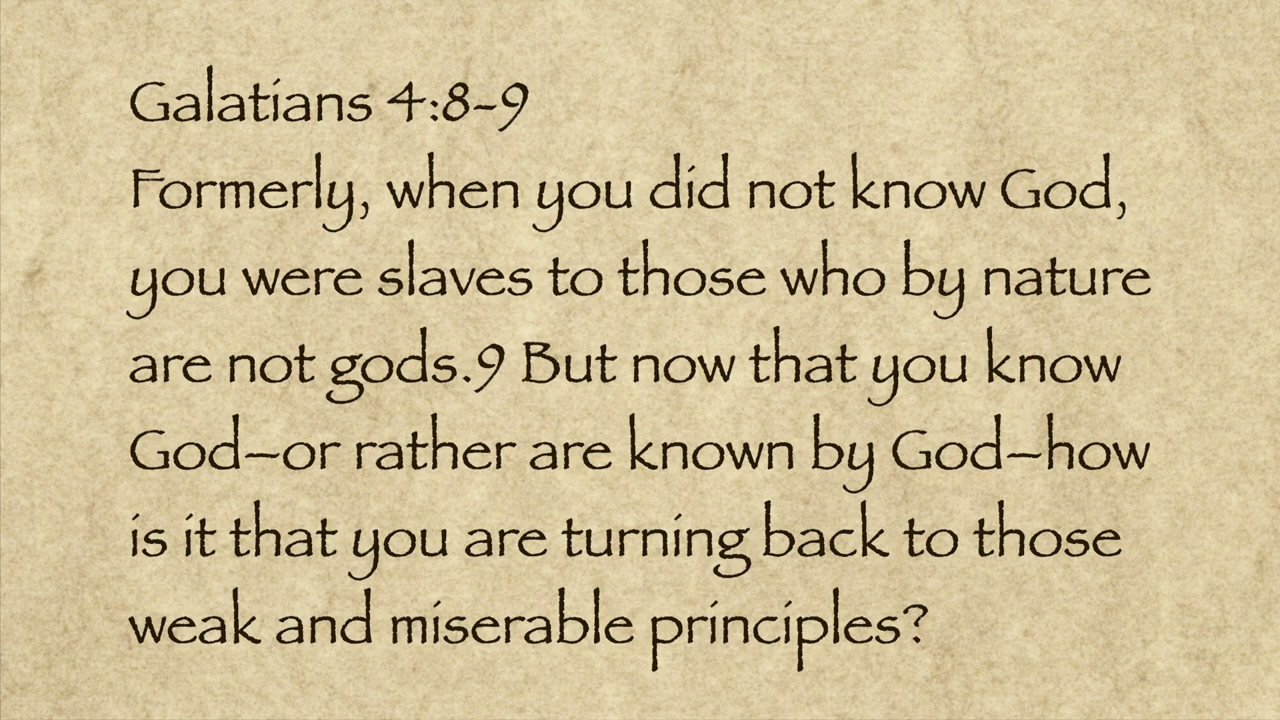 Galatians 4:8-9
Formerly, when you did not know God,
you were slaves to those who by nature
are not gods.9 But now that you know
God—or rather are known by God—how
is it that you are turning back to those
weak and miserable principles?